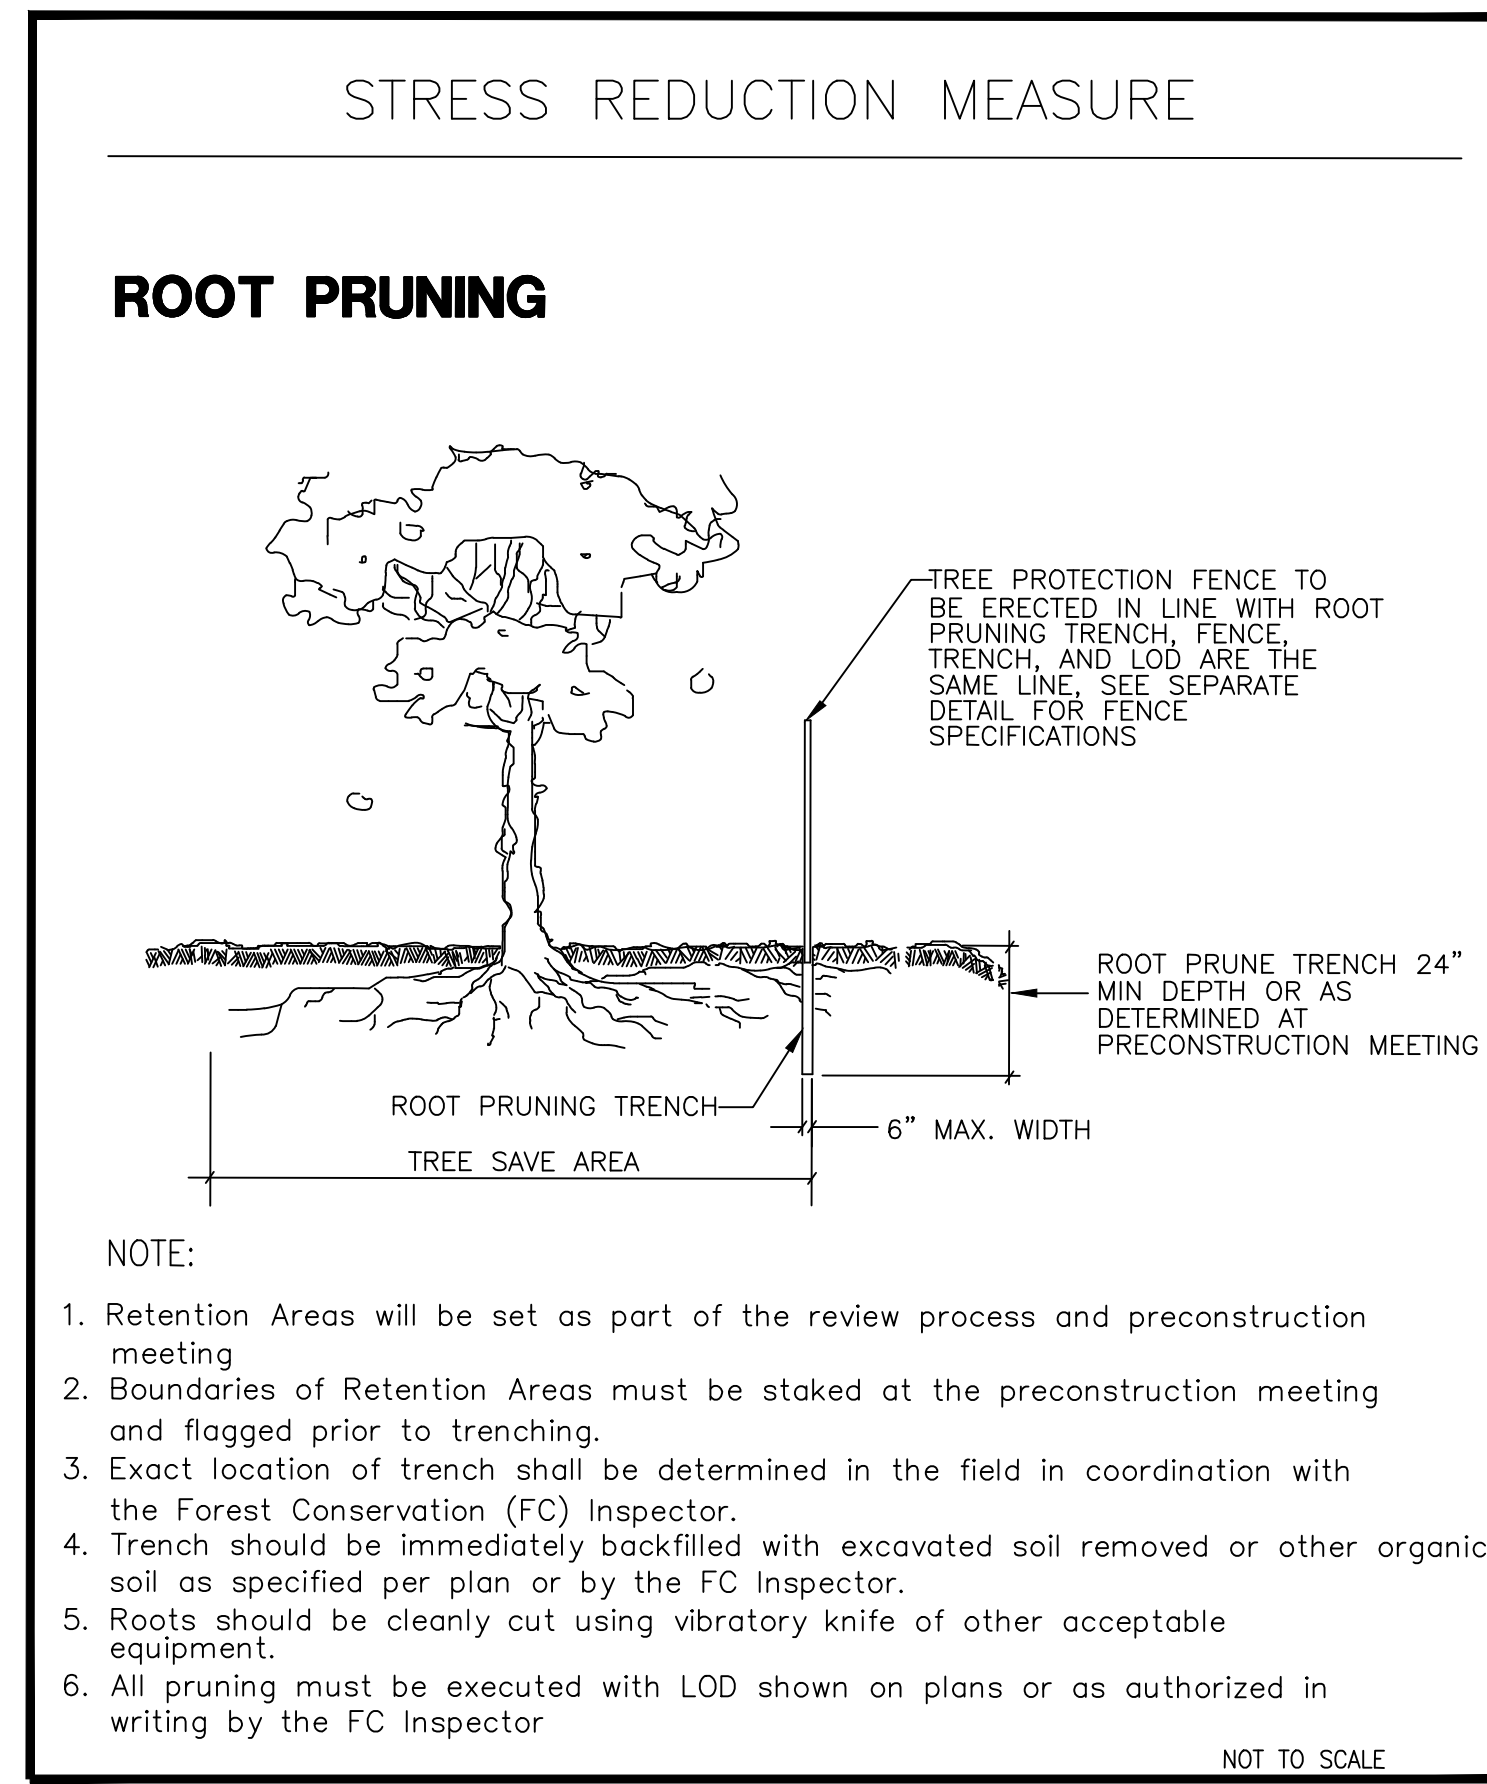 STRESS REDUCTION MEASURE
ROOT PRUNING
TREE PROTECTION FENCE TO
BE ERECTED IN LINE WITH ROOT
PRUNING TRENCH, FENCE,
TRENCH, AND LOD ARE THE
SAME LINE, SEE SEPARATE
DETAIL FOR FENCE
SPECIFICATIONS
ROOT PRUNE TRENCH 24"
MIN DEPTH OR AS
DETERMINED AT
PRECONSTRUCTION MEETING
ROOT PRUNING TRENCH
6" MAX. WIDTH
TREE SAVE AREA
NOTE:
1. Retention Areas will be set as part of the review process and preconstruction
meeting
2. Boundaries of Retention Areas must be staked at the preconstruction meeting
and flagged prior to trenching.
3. Exact location of trench shall be determined in the field in coordination with
the Forest Conservation (FC) Inspector.
4. Trench should be immediately backfilled with excavated soil removed or other organic
soil as specified per plan or by the FC Inspector.
5. Roots should be cleanly cut using vibratory knife of other acceptable
equipment.
6. All pruning must be executed with LOD shown on plans or as authorized in
writing by the FC Inspector
NOT TO SCALE